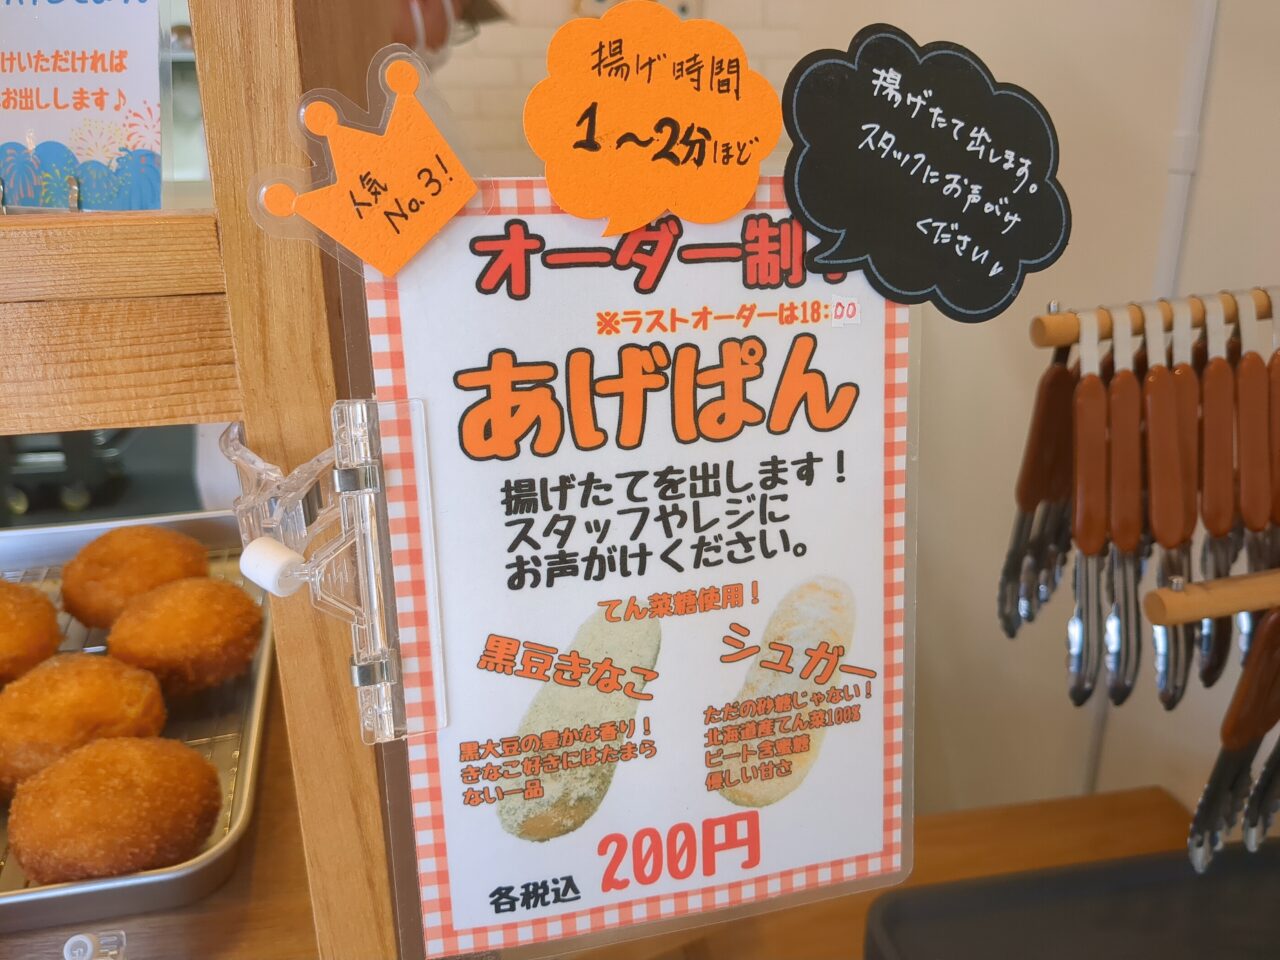 けいただければ
お出しします♪
人気
No.3!
揚げ時間
1〜2分ほど
揚げたて出します。
スタッフにお声がけ
ください
オーダー制
※ラストオーダーは18:00
あげぱん
揚げたてを出します!
スタッフやレジに
お声がけください。
てん菜糖使用!
黒豆きなこ
黒大豆の豊かな香り!
きなこ好きにはたまら
ない一品
シュガー
ただの砂糖じゃない!
北海道産てん菜100%
ビート含蜜糖
優しい甘さ
各税込 200円